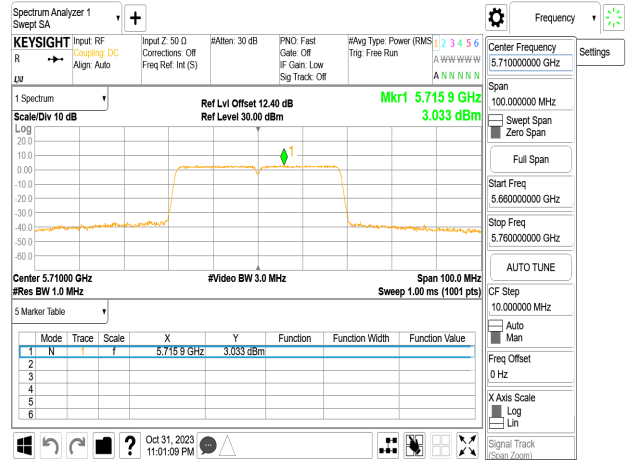 Spectrum Analyzer 1
Swept SA
Frequency
KEYSIGHT
R
Input: RF
Coupling: DC
Align: Auto
Input Z: 50 Ω
Corrections: Off
Freq Ref: Int (S)
#Atten: 30 dB
PNO: Fast
Gate: Off
IF Gain: Low
Sig Track: Off
#Avg Type: Power (RMS
Trig: Free Run
1 2 3 4 5 6
A W W W W W
A N N N N N
1 Spectrum
Scale/Div 10 dB
Ref Lvl Offset 12.40 dB
Ref Level 30.00 dBm
Mkr1 5.715 9 GHz
3.033 dBm
Log
20.0
10.0
0.00
-10.0
-20.0
-30.0
-40.0
-50.0
-60.0
1
Center 5.71000 GHz
#Res BW 1.0 MHz
#Video BW 3.0 MHz
Span 100.0 MHz
Sweep 1.00 ms (1001 pts)
5 Marker Table
Mode Trace Scale X Y Function Function Width Function Value
1 N 1 f 5.715 9 GHz 3.033 dBm
2
3
4
5
6
Oct 31, 2023
11:01:09 PM
Center Frequency
5.710000000 GHz
Settings
Span
100.000000 MHz
Swept Span
Zero Span
Full Span
Start Freq
5.660000000 GHz
Stop Freq
5.760000000 GHz
AUTO TUNE
CF Step
10.000000 MHz
Auto
Man
Freq Offset
0 Hz
X Axis Scale
Log
Lin
Signal Track
(Span Zoom)